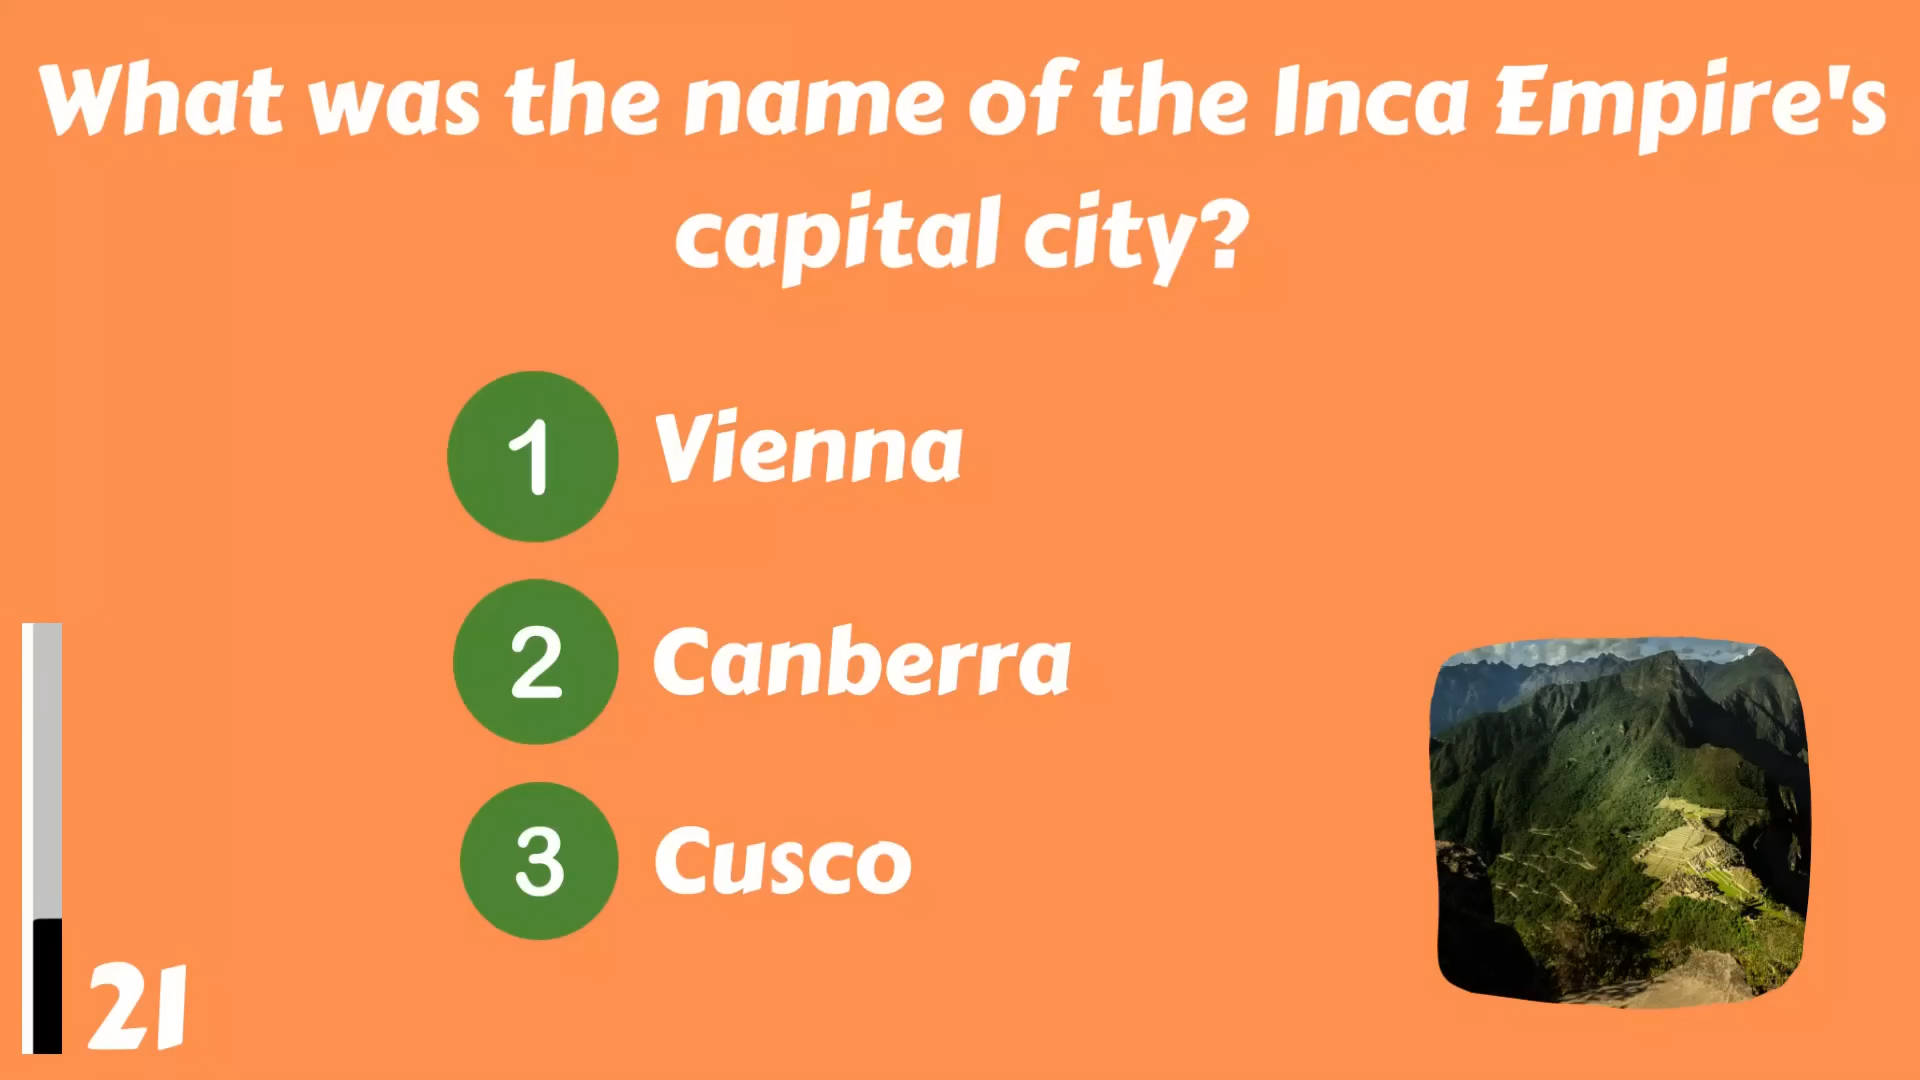 What was the name of the Inca Empire's
capital city?
1 Vienna
2 Canberra
3 Cusco
21